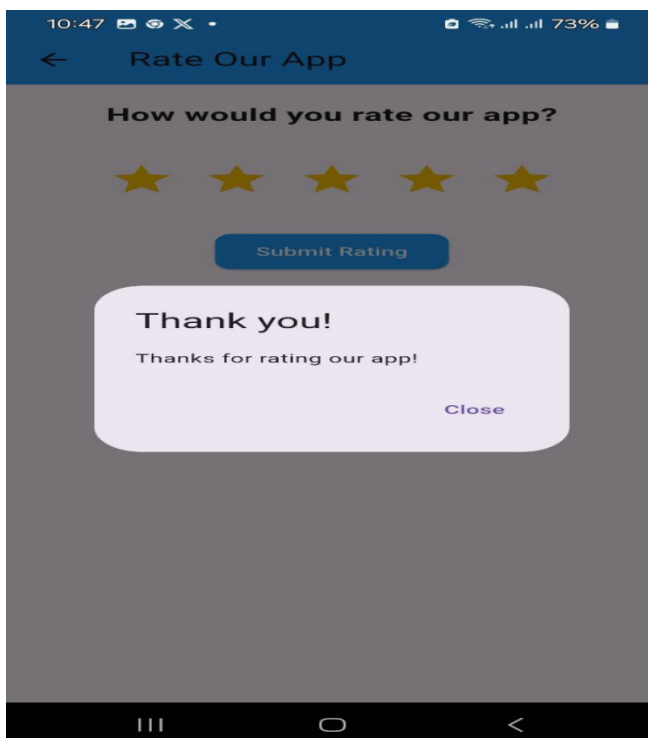 10:47 73%
Rate Our App
How would you rate our app?
Submit Rating
Thank you!
Thanks for rating our app!
Close